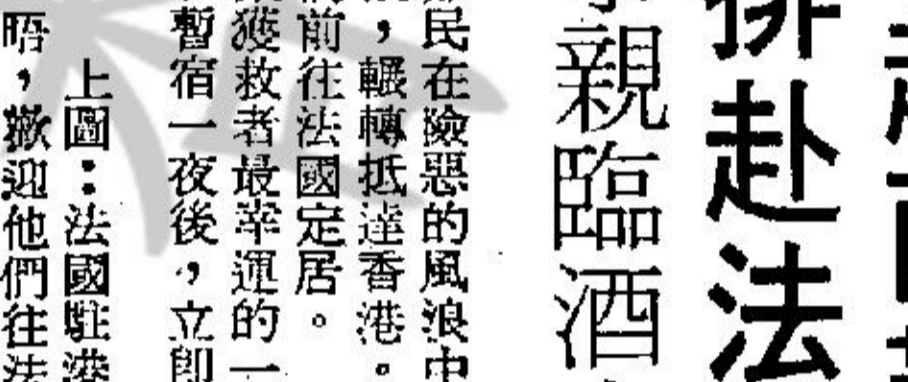 排赴法
親臨酒
民在險惡的風浪中
，輾轉抵達香港。
前往法國定居。
獲救者最幸運的一
暫宿一夜後，立即
上圖：法國駐港
晤，歡迎他們往法